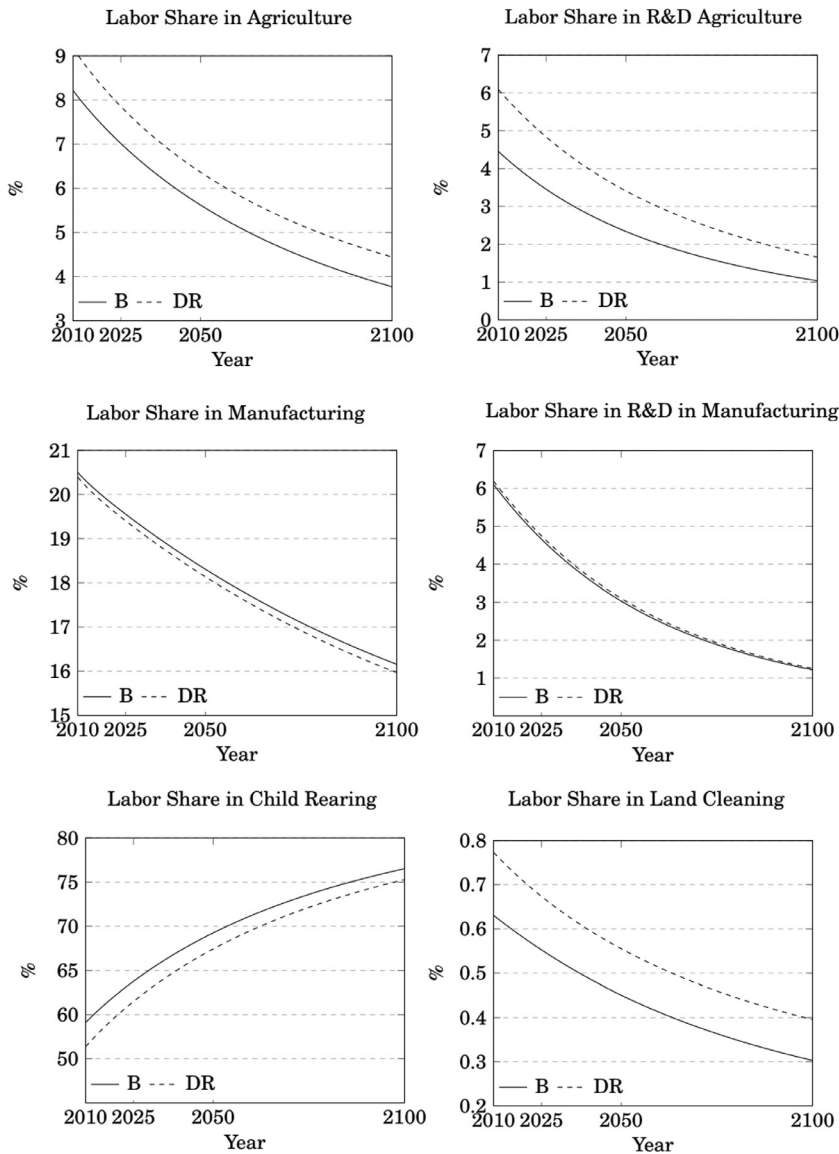 Labor Share in Agriculture
9
8
7
6
5
4
3
%
B DR
2010 2025 2050 2100
Year
Labor Share in R&D Agriculture
7
6
5
4
3
2
1
0
%
B DR
2010 2025 2050 2100
Year
Labor Share in Manufacturing
21
20
19
18
17
16
15
%
B DR
2010 2025 2050 2100
Year
Labor Share in R&D in Manufacturing
7
6
5
4
3
2
1
%
B DR
2010 2025 2050 2100
Year
Labor Share in Child Rearing
80
75
70
65
60
50
%
B DR
2010 2025 2050 2100
Year
Labor Share in Land Cleaning
0.8
0.7
0.6
0.5
0.4
0.3
0.2
%
B DR
2010 2025 2050 2100
Year